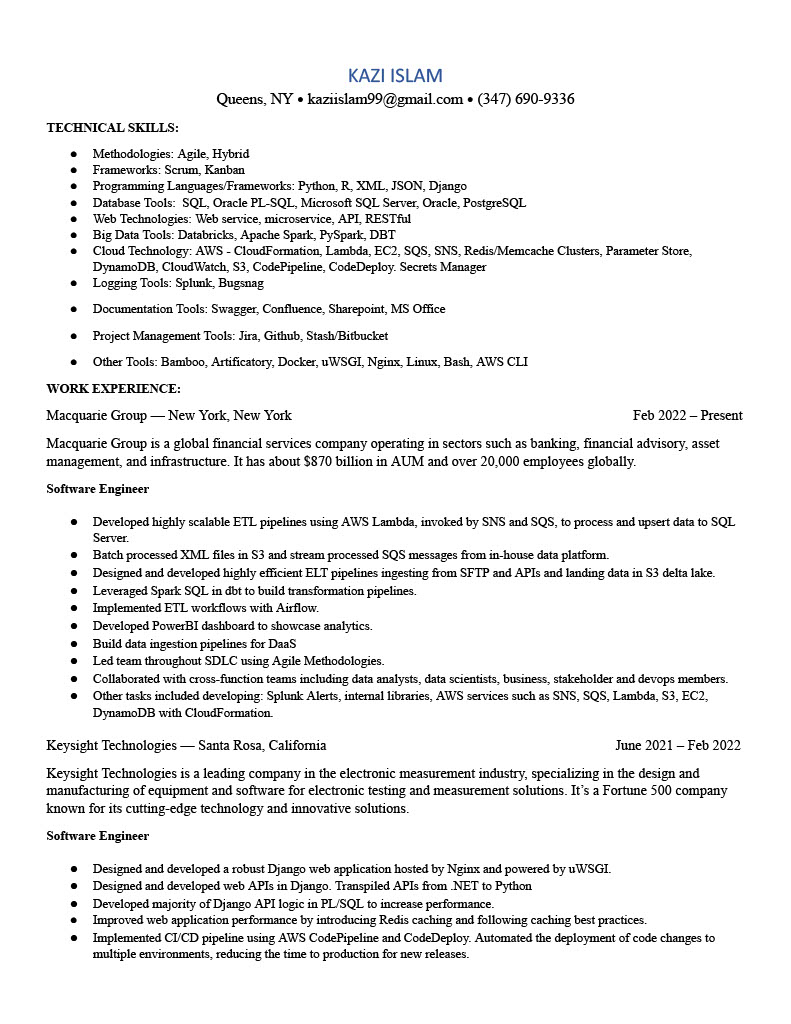 KAZI ISLAM
Queens, NY • kaziislam99@gmail.com • (347) 690-9336
TECHNICAL SKILLS:
● Methodologies: Agile, Hybrid
● Frameworks: Scrum, Kanban
● Programming Languages/Frameworks: Python, R, XML, JSON, Django
● Database Tools:  SQL, Oracle PL-SQL, Microsoft SQL Server, Oracle, PostgreSQL
● Web Technologies: Web service, microservice, API, RESTful
● Big Data Tools: Databricks, Apache Spark, PySpark, DBT
● Cloud Technology: AWS - CloudFormation, Lambda, EC2, SQS, SNS, Redis/Memcache Clusters, Parameter Store,
DynamoDB, CloudWatch, S3, CodePipeline, CodeDeploy. Secrets Manager
● Logging Tools: Splunk, Bugsnag
● Documentation Tools: Swagger, Confluence, Sharepoint, MS Office
● Project Management Tools: Jira, Github, Stash/Bitbucket
● Other Tools: Bamboo, Artificatory, Docker, uWSGI, Nginx, Linux, Bash, AWS CLI
WORK EXPERIENCE:
Macquarie Group — New York, New York Feb 2022 – Present
Macquarie Group is a global financial services company operating in sectors such as banking, financial advisory, asset
management, and infrastructure. It has about $870 billion in AUM and over 20,000 employees globally.
Software Engineer
● Developed highly scalable ETL pipelines using AWS Lambda, invoked by SNS and SQS, to process and upsert data to SQL
Server.
● Batch processed XML files in S3 and stream processed SQS messages from in-house data platform.
● Designed and developed highly efficient ELT pipelines ingesting from SFTP and APIs and landing data in S3 delta lake.
● Leveraged Spark SQL in dbt to build transformation pipelines.
● Implemented ETL workflows with Airflow.
● Developed PowerBI dashboard to showcase analytics.
● Build data ingestion pipelines for DaaS
● Led team throughout SDLC using Agile Methodologies.
● Collaborated with cross-function teams including data analysts, data scientists, business, stakeholder and devops members.
● Other tasks included developing: Splunk Alerts, internal libraries, AWS services such as SNS, SQS, Lambda, S3, EC2,
DynamoDB with CloudFormation.
Keysight Technologies — Santa Rosa, California June 2021 – Feb 2022
Keysight Technologies is a leading company in the electronic measurement industry, specializing in the design and
manufacturing of equipment and software for electronic testing and measurement solutions. It’s a Fortune 500 company
known for its cutting-edge technology and innovative solutions.
Software Engineer
● Designed and developed a robust Django web application hosted by Nginx and powered by uWSGI.
● Designed and developed web APIs in Django. Transpiled APIs from .NET to Python
● Developed majority of Django API logic in PL/SQL to increase performance.
● Improved web application performance by introducing Redis caching and following caching best practices.
● Implemented CI/CD pipeline using AWS CodePipeline and CodeDeploy. Automated the deployment of code changes to
multiple environments, reducing the time to production for new releases.